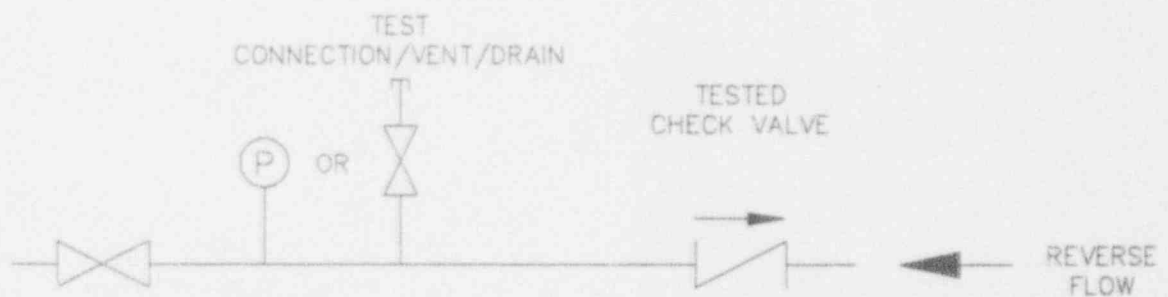 TEST
CONNECTION/VENT/DRAIN
TESTED
CHECK VALVE
P OR
REVERSE
FLOW